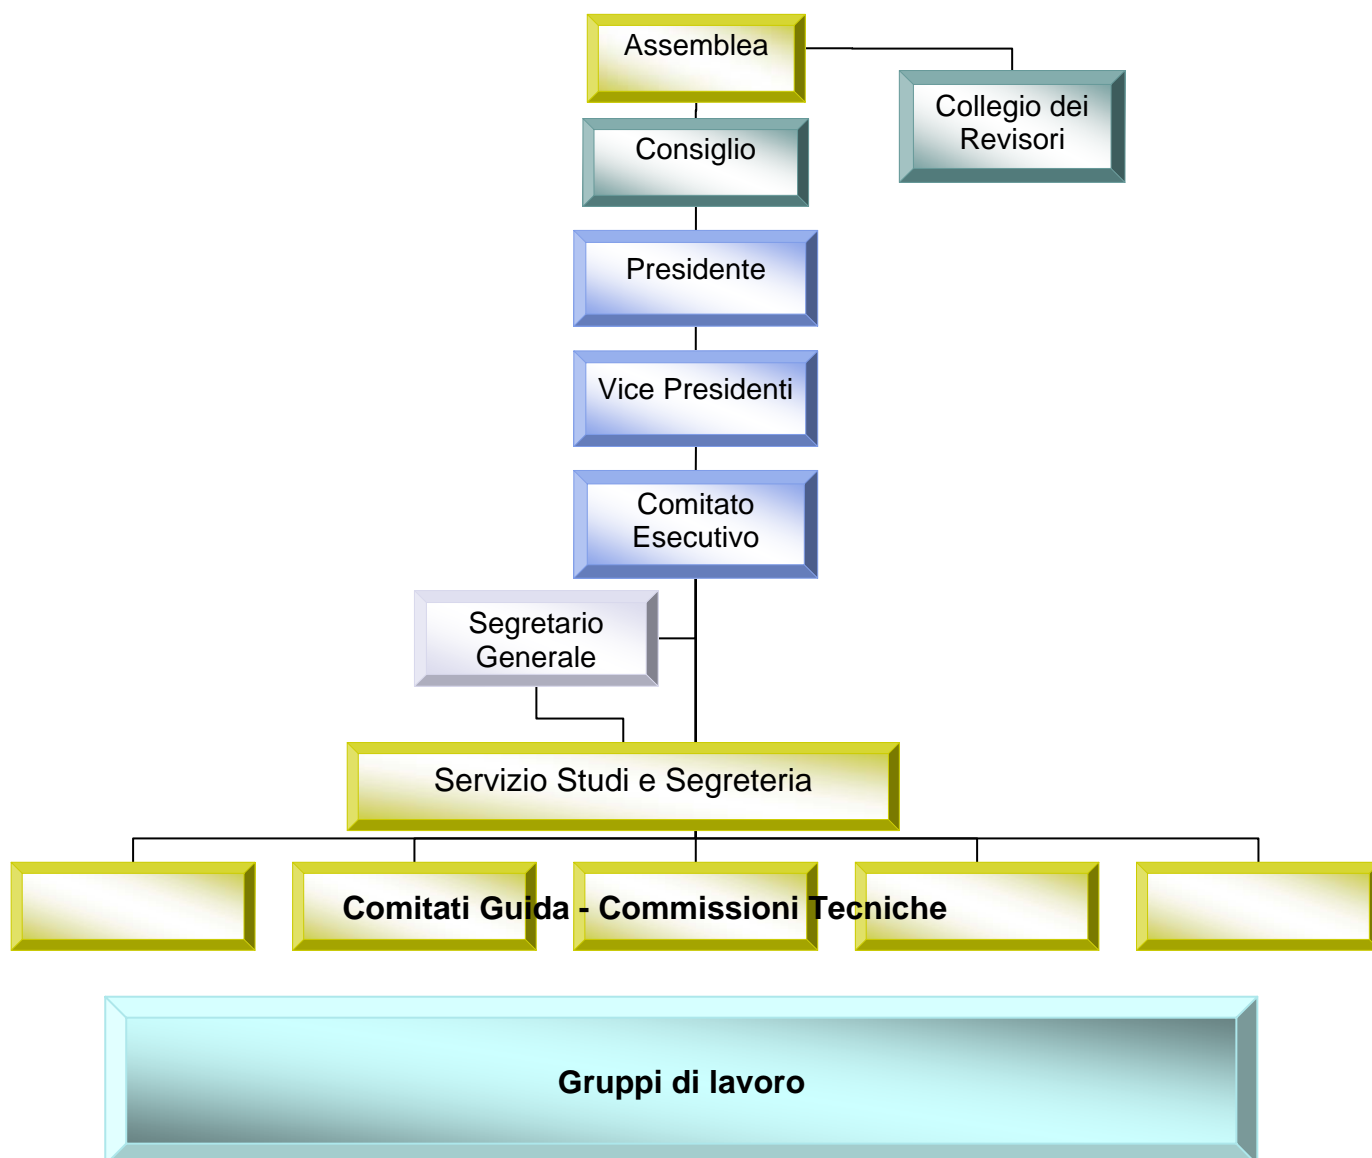 Assemblea
Collegio dei
Revisori
Consiglio
Presidente
Vice Presidenti
Comitato
Esecutivo
Segretario
Generale
Servizio Studi e Segreteria
Comitati Guida - Commissioni Tecniche
Gruppi di lavoro